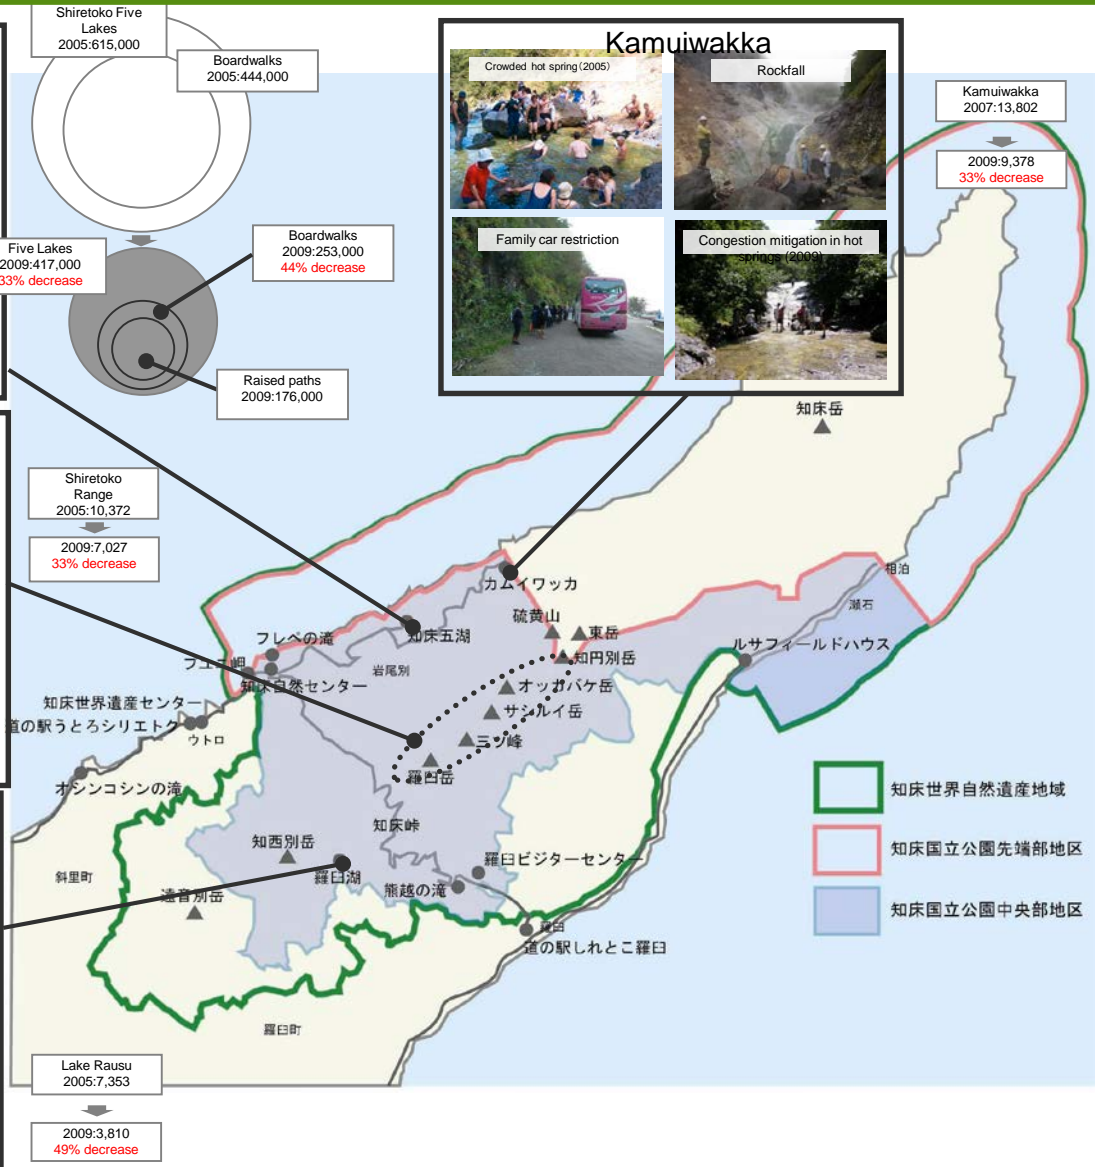 Shiretoko Five
Lakes
2005:615,000
Boardwalks
2005:444,000
Five Lakes
2009:417,000
33% decrease
Boardwalks
2009:253,000
44% decrease
Raised paths
2009:176,000
Kamuiwakka
Crowded hot spring(2005)
Rockfall
Family car restriction
Congestion mitigation in hot
springs (2009)
Kamuiwakka
2007:13,802
2009:9,378
33% decrease
Shiretoko
Range
2005:10,372
2009:7,027
33% decrease
知床岳
相泊
瀬石
カムイワッカ
硫黄山
東岳
知床五湖
フレペの滝
ルサフィールドハウス
知円別岳
岩尾別
プユニ岬
知床自然センター
オッカバケ岳
知床世界遺産センター
サシルイ岳
道の駅うとろシリエトク
ウトロ
三ツ峰
羅臼岳
オシンコシンの滝
知床世界自然遺産地域
知床峠
知西別岳
知床国立公園先端部地区
羅臼ビジターセンター
斜里町
羅臼湖
熊越の滝
遠音別岳
知床国立公園中央部地区
羅臼
道の駅しれとこ羅臼
羅臼町
Lake Rausu
2005:7,353
2009:3,810
49% decrease